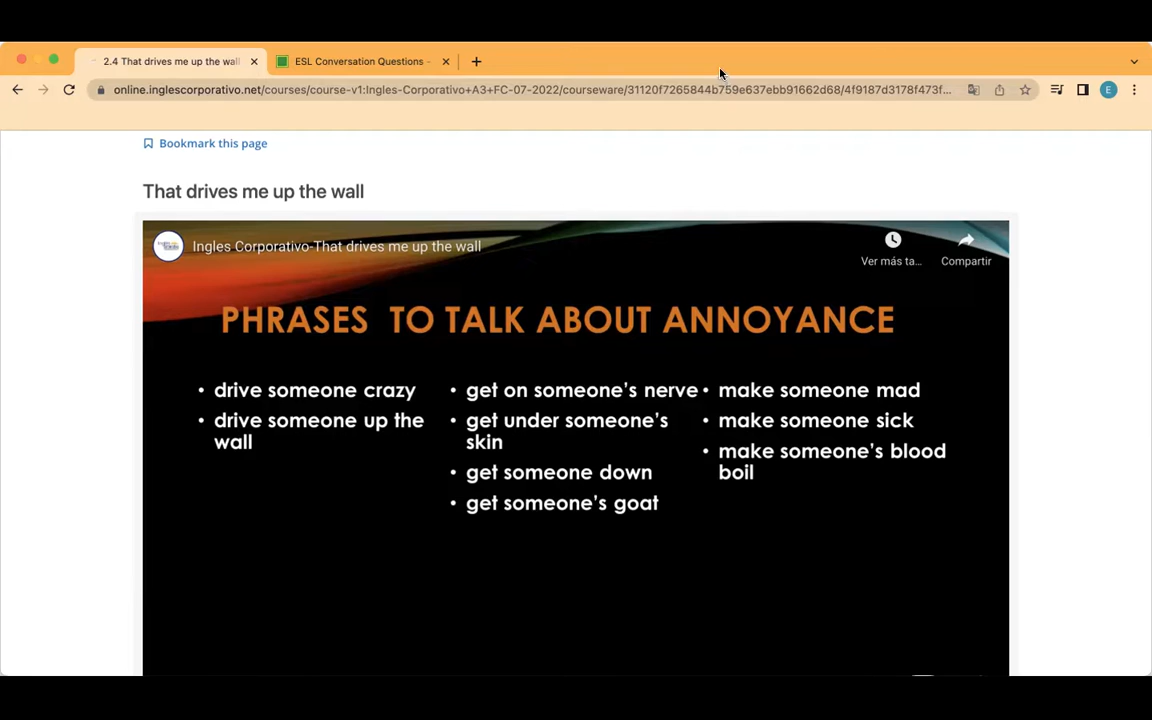 2.4 That drives me up the wall
ESL Conversation Questions -
online.inglescorporativo.net/courses/course-v1:Ingles-Corporativo+A3+FC-07-2022/courseware/31120f7265844b759e637ebb91662d68/4f9187d3178f473f...
E
Bookmark this page
That drives me up the wall
Ingles Corporativo-That drives me up the wall
Ver más ta...
Compartir
PHRASES TO TALK ABOUT ANNOYANCE
• drive someone crazy
• drive someone up the
wall
• get on someone's nerve
• get under someone's
skin
• get someone down
• get someone's goat
• make someone mad
• make someone sick
• make someone's blood
boil